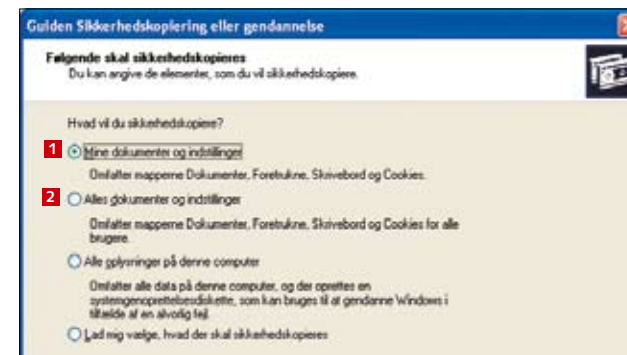 Guiden Sikkerhedskopiering eller gendannelse
Følgende skal sikkerhedskopieres
Du kan angive de elementer, som du vil sikkerhedskopiere.
Hvad vil du sikkerhedskopiere?
1 Mine dokumenter og indstillinger
Omfatter mapperne Dokumenter, Foretrukne, Skrivebord og Cookies.
2 Alles dokumenter og indstillinger
Omfatter mapperne Dokumenter, Foretrukne, Skrivebord og Cookies for alle
brugere.
Alle oplysninger på denne computer
Omfatter alle data på denne computer, og der oprettes en
systemgenoprettelsesdiskette, som kan bruges til at gendanne Windows i
tilfælde af en alvorlig fejl.
Lad mig vælge, hvad der skal sikkerhedskopieres